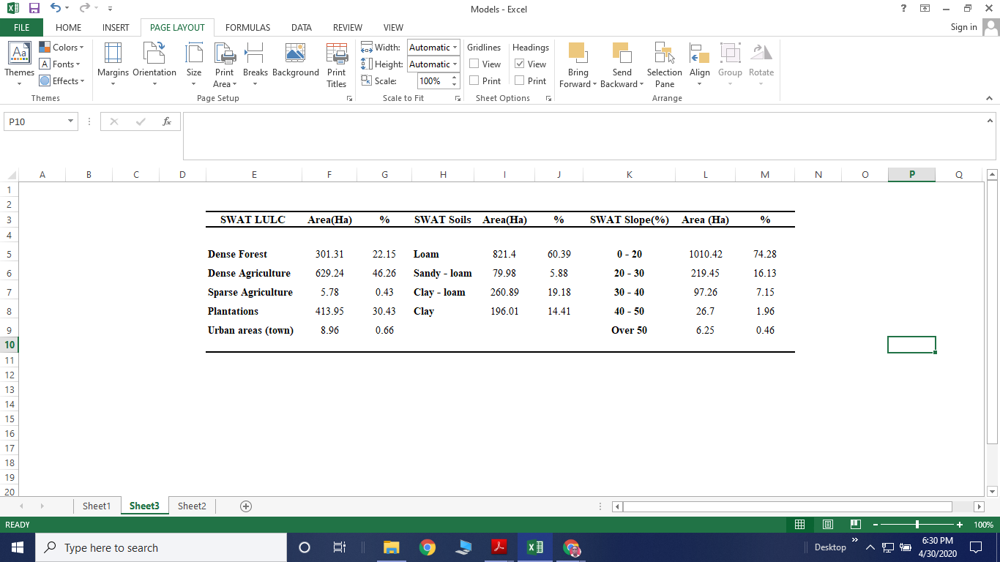 Models - Excel
?
FILE HOME INSERT PAGE LAYOUT FORMULAS DATA REVIEW VIEW Sign in
Aa Colors Width: Automatic Gridlines Headings
A Fonts Height: Automatic View View
Themes Margins Orientation Size Print Breaks Background Print Bring Send Selection Align Group Rotate
Effects Area Titles Scale: 100% Print Print Forward Backward Pane
Themes Page Setup Scale to Fit Sheet Options Arrange
P10 fx
A B C D E F G H I J K L M N O P Q
1
2
3 SWAT LULC Area(Ha) % SWAT Soils Area(Ha) % SWAT Slope(%) Area (Ha) %
4
5 Dense Forest 301.31 22.15 Loam 821.4 60.39 0 - 20 1010.42 74.28
6 Dense Agriculture 629.24 46.26 Sandy - loam 79.98 5.88 20 - 30 219.45 16.13
7 Sparse Agriculture 5.78 0.43 Clay - loam 260.89 19.18 30 - 40 97.26 7.15
8 Plantations 413.95 30.43 Clay 196.01 14.41 40 - 50 26.7 1.96
9 Urban areas (town) 8.96 0.66 Over 50 6.25 0.46
10
11
12
13
14
15
16
17
18
19
20
Sheet1 Sheet3 Sheet2
READY 100%
Type here to search Desktop 6:30 PM
4/30/2020